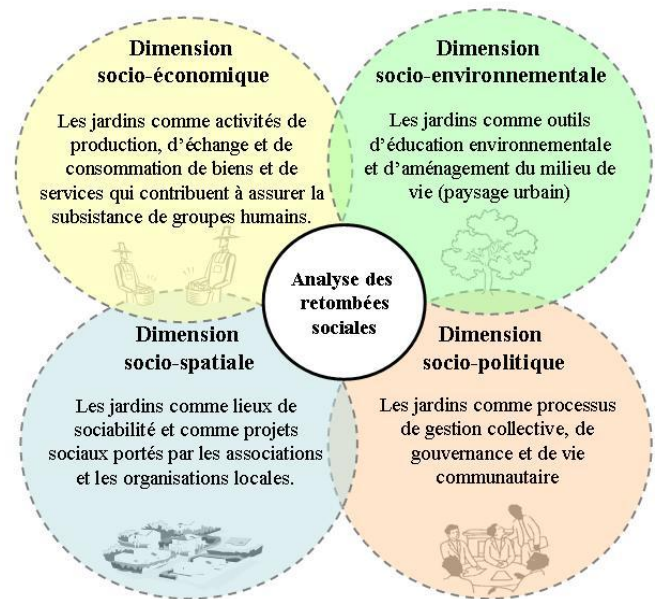 Dimension
socio-économique
Les jardins comme activités de
production, d'échange et de
consommation de biens et de
services qui contribuent à assurer la
subsistance de groupes humains.
Dimension
socio-environnementale
Les jardins comme outils
d'éducation environnementale
et d'aménagement du milieu de
vie (paysage urbain)
Analyse des
retombées
sociales
Dimension
socio-spatiale
Les jardins comme lieux de
sociabilité et comme projets
sociaux portés par les associations
et les organisations locales.
Dimension
socio-politique
Les jardins comme processus
de gestion collective, de
gouvernance et de vie
communautaire